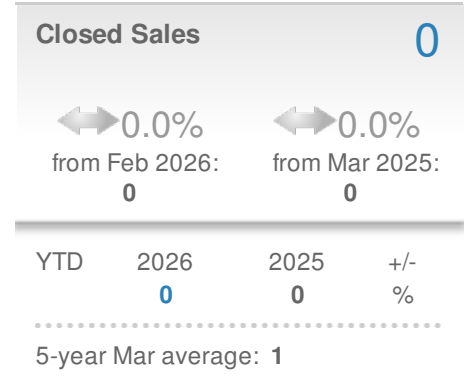 Closed Sales 0
0.0% 0.0%
from Feb 2026: from Mar 2025:
0 0
YTD 2026 2025 +/-
0 0 %
5-year Mar average: 1